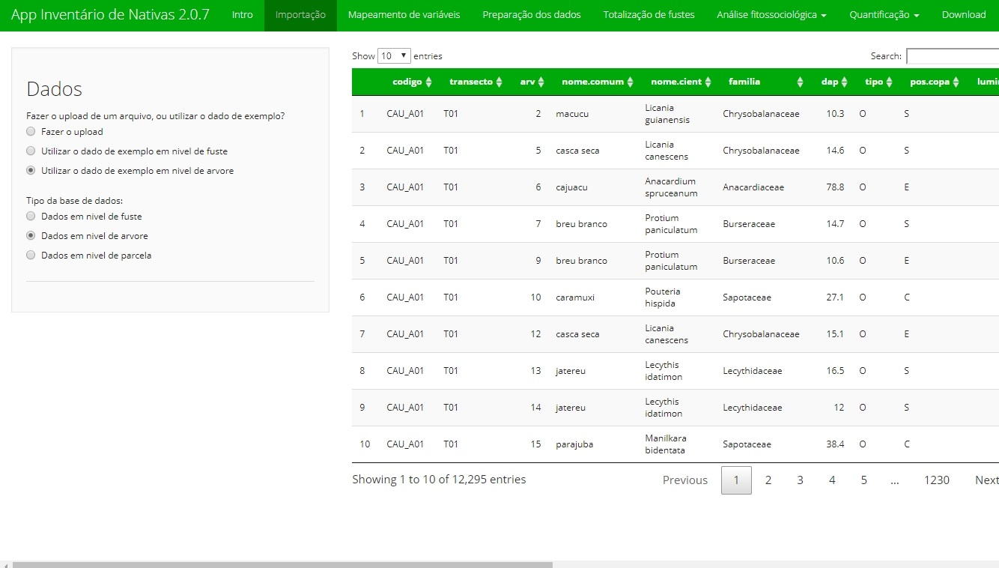 App Inventário de Nativas 2.0.7 Intro Importação Mapeamento de variáveis Preparação dos dados Totalização de fustes Análise fitossociológica Quantificação Download
Dados
Fazer o upload de um arquivo, ou utilizar o dado de exemplo?
Fazer o upload
Utilizar o dado de exemplo em nivel de fuste
Utilizar o dado de exemplo em nivel de arvore
Tipo da base de dados:
Dados em nivel de fuste
Dados em nivel de arvore
Dados em nivel de parcela
Show 10 entries Search:
codigo transecto arv nome.comum nome.cient familia dap tipo pos.copa lumi
1 CAU_A01 T01 2 macucu Licania guianensis Chrysobalanaceae 10.3 O S
2 CAU_A01 T01 5 casca seca Licania canescens Chrysobalanaceae 14.6 O S
3 CAU_A01 T01 6 cajuacu Anacardium spruceanum Anacardiaceae 78.8 O E
4 CAU_A01 T01 7 breu branco Protium paniculatum Burseraceae 14.7 O S
5 CAU_A01 T01 9 breu branco Protium paniculatum Burseraceae 10.6 O E
6 CAU_A01 T01 10 caramuxi Pouteria hispida Sapotaceae 27.1 O C
7 CAU_A01 T01 12 casca seca Licania canescens Chrysobalanaceae 15.1 O E
8 CAU_A01 T01 13 jatereu Lecythis idatimon Lecythidaceae 16.5 O S
9 CAU_A01 T01 14 jatereu Lecythis idatimon Lecythidaceae 12 O S
10 CAU_A01 T01 15 parajuba Manilkara bidentata Sapotaceae 38.4 O C
Showing 1 to 10 of 12,295 entries Previous 1 2 3 4 5 ... 1230 Next